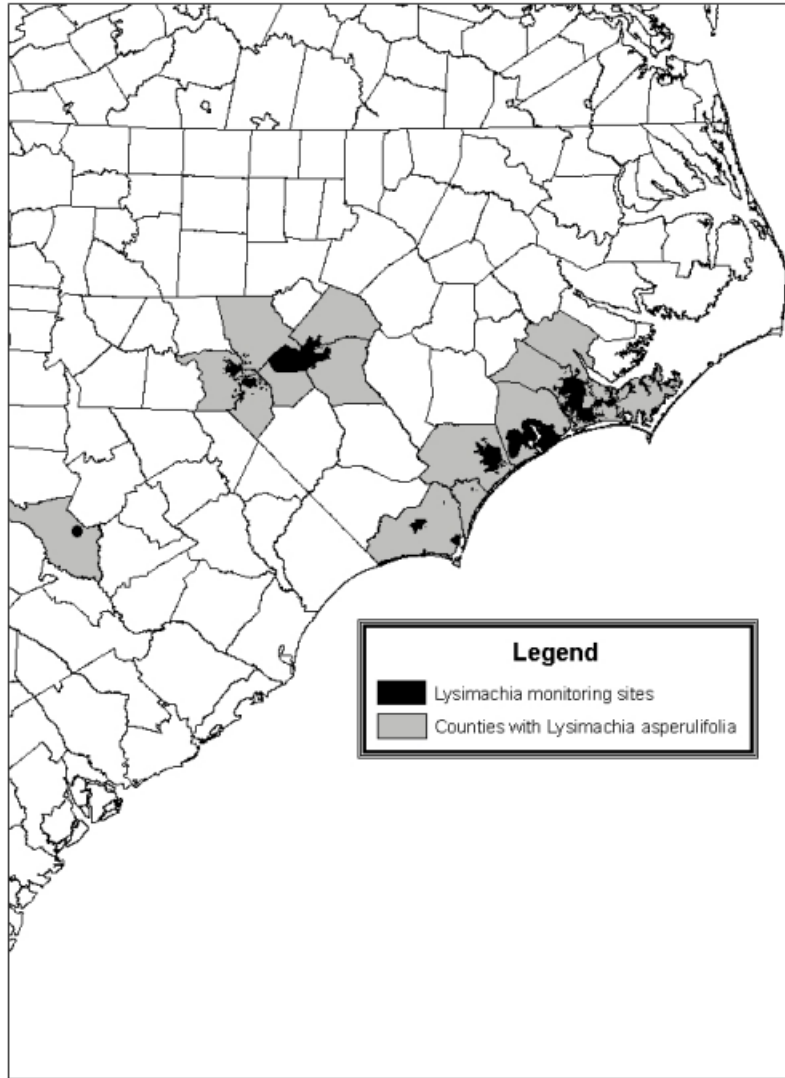 Legend
Lysimachia monitoring sites
Counties with Lysimachia asperulifolia